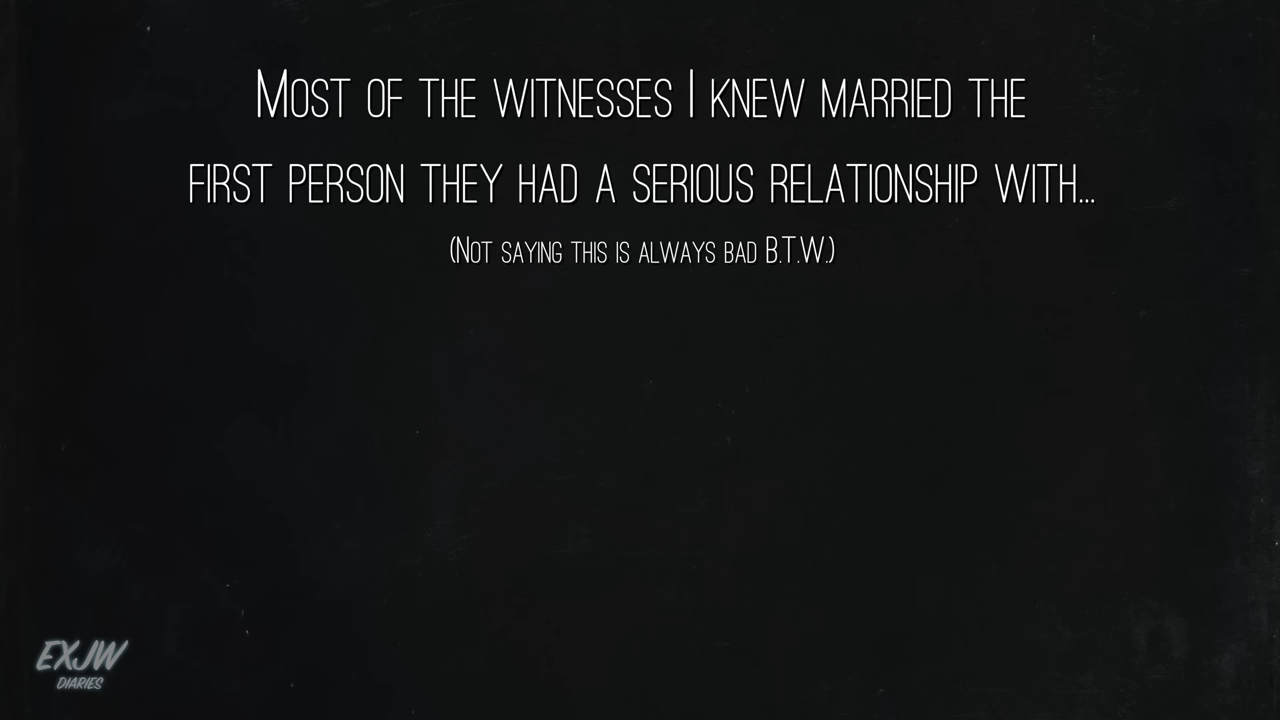 Most of the witnesses I knew married the
first person they had a serious relationship with...
(Not saying this is always bad B.T.W.)
EXJW
DIARIES